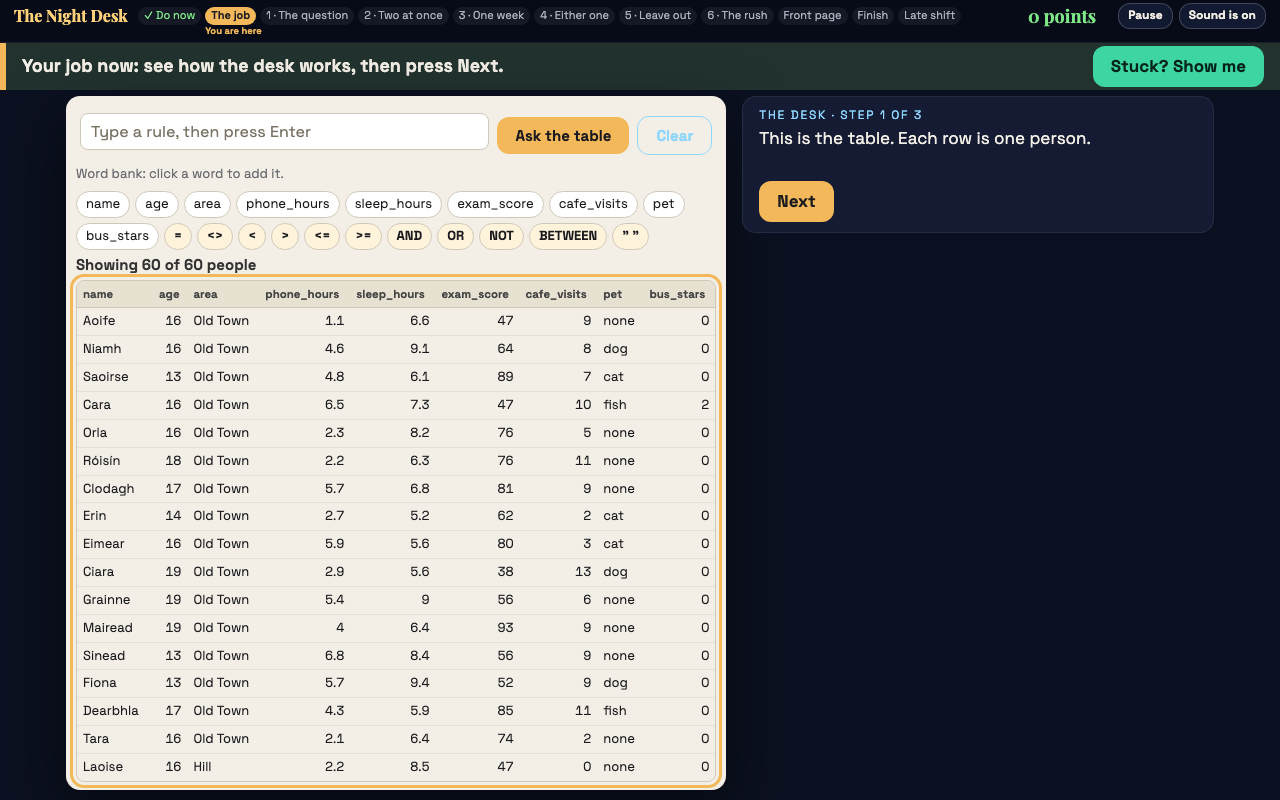 The Night Desk ✓ Do now The job 1 · The question 2 · Two at once 3 · One week 4 · Either one 5 · Leave out 6 · The rush Front page Finish Late shift 0 points Pause Sound is on
You are here
Your job now: see how the desk works, then press Next. Stuck? Show me
Type a rule, then press Enter Ask the table Clear
Word bank: click a word to add it.
name age area phone_hours sleep_hours exam_score cafe_visits pet
bus_stars = <> < > <= >= AND OR NOT BETWEEN " "
Showing 60 of 60 people
name age area phone_hours sleep_hours exam_score cafe_visits pet bus_stars
Aoife 16 Old Town 1.1 6.6 47 9 none 0
Niamh 16 Old Town 4.6 9.1 64 8 dog 0
Saoirse 13 Old Town 4.8 6.1 89 7 cat 0
Cara 16 Old Town 6.5 7.3 47 10 fish 2
Orla 16 Old Town 2.3 8.2 76 5 none 0
Róisín 18 Old Town 2.2 6.3 76 11 none 0
Clodagh 17 Old Town 5.7 6.8 81 9 none 0
Erin 14 Old Town 2.7 5.2 62 2 cat 0
Eimear 16 Old Town 5.9 5.6 80 3 cat 0
Ciara 19 Old Town 2.9 5.6 38 13 dog 0
Grainne 19 Old Town 5.4 9 56 6 none 0
Mairead 19 Old Town 4 6.4 93 9 none 0
Sinead 13 Old Town 6.8 8.4 56 9 none 0
Fiona 13 Old Town 5.7 9.4 52 9 dog 0
Dearbhla 17 Old Town 4.3 5.9 85 11 fish 0
Tara 16 Old Town 2.1 6.4 74 2 none 0
Laoise 16 Hill 2.2 8.5 47 0 none 0
THE DESK · STEP 1 OF 3
This is the table. Each row is one person.
Next